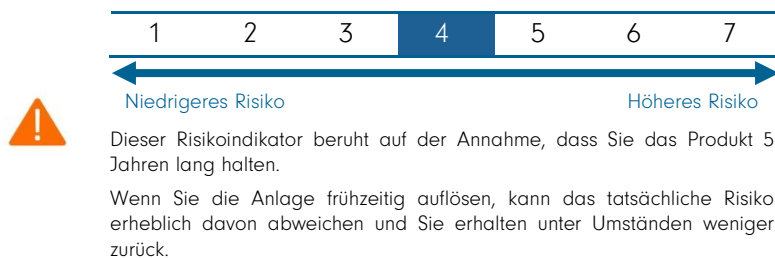 1 2 3 4 5 6 7
Niedrigeres Risiko Höheres Risiko
Dieser Risikoindikator beruht auf der Annahme, dass Sie das Produkt 5
Jahren lang halten.
Wenn Sie die Anlage frühzeitig auflösen, kann das tatsächliche Risiko
erheblich davon abweichen und Sie erhalten unter Umständen weniger
zurück.